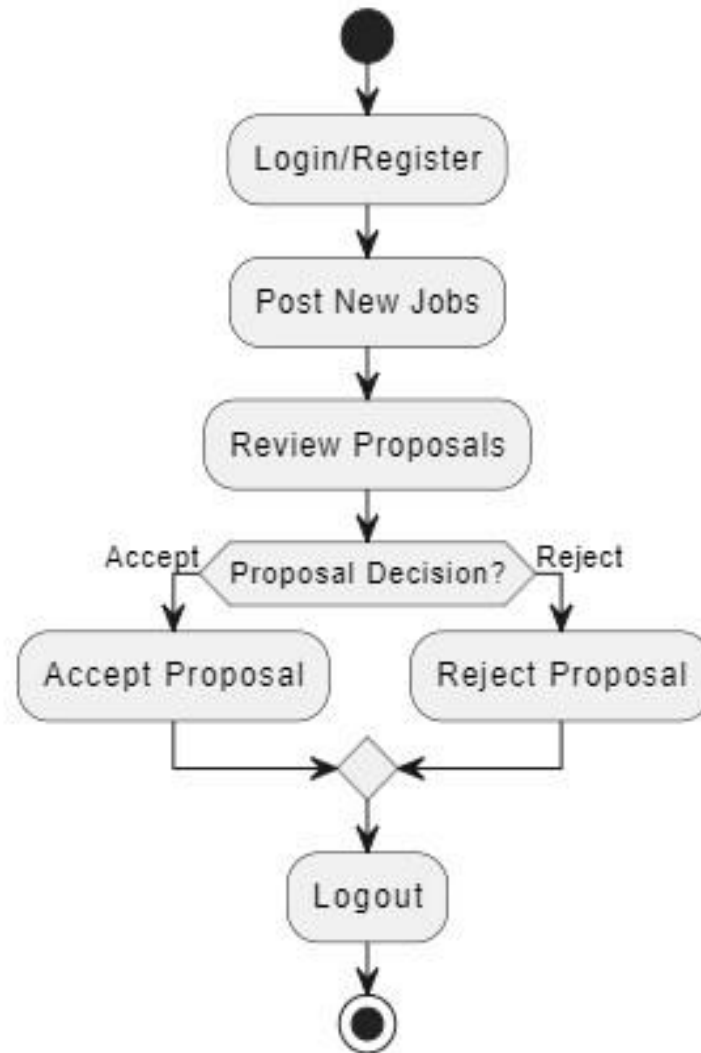 Login/Register
Post New Jobs
Review Proposals
Accept
Proposal Decision?
Reject
Accept Proposal
Reject Proposal
Logout